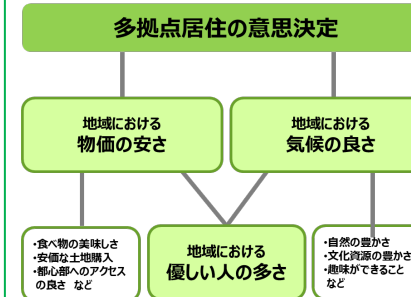 多拠点居住の意思決定
地域における
物価の安さ
地域における
気候の良さ
・食べ物の美味しさ
・安価な土地購入
・都心部へのアクセス
の良さ など
地域における
優しい人の多さ
・自然の豊かさ
・文化資源の豊かさ
・趣味ができること
など